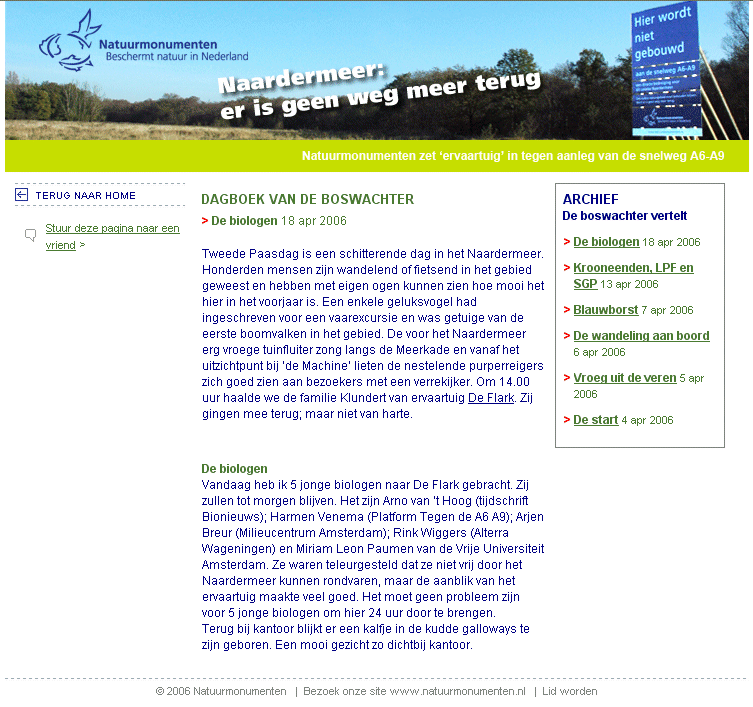 Natuurmonumenten
Beschermt natuur in Nederland
Naardermeer:
er is geen weg meer terug
Hier wordt
niet
gebouwd
aan de snelweg A6-A9
Natuurmonumenten zet ‘ervaartuig’ in tegen aanleg van de snelweg A6-A9
TERUG NAAR HOME
Stuur deze pagina naar een
vriend >
DAGBOEK VAN DE BOSWACHTER
> De biologen 18 apr 2006
Tweede Paasdag is een schitterende dag in het Naardermeer.
Honderden mensen zijn wandelend of fietsend in het gebied
geweest en hebben met eigen ogen kunnen zien hoe mooi het
hier in het voorjaar is. Een enkele geluksvogel had
ingeschreven voor een vaarexcursie en was getuige van de
eerste boomvalken in het gebied. De voor het Naardermeer
erg vroege tuinfluiter zong langs de Meerkade en vanaf het
uitzichtpunt bij 'de Machine' lieten de nestelende purperreigers
zich goed zien aan bezoekers met een verrekijker. Om 14.00
uur haalde we de familie Klundert van ervaartuig De Flark. Zij
gingen mee terug; maar niet van harte.
De biologen
Vandaag heb ik 5 jonge biologen naar De Flark gebracht. Zij
zullen tot morgen blijven. Het zijn Arno van 't Hoog (tijdschrift
Bionieuws); Harmen Venema (Platform Tegen de A6 A9); Arjen
Breur (Milieucentrum Amsterdam); Rink Wiggers (Alterra
Wageningen) en Miriam Leon Paumen van de Vrije Universiteit
Amsterdam. Ze waren teleurgesteld dat ze niet vrij door het
Naardermeer kunnen rondvaren, maar de aanblik van het
ervaartuig maakte veel goed. Het moet geen probleem zijn
voor 5 jonge biologen om hier 24 uur door te brengen.
Terug bij kantoor blijkt er een kalfje in de kudde galloways te
zijn geboren. Een mooi gezicht zo dichtbij kantoor.
ARCHIEF
De boswachter vertelt
> De biologen 18 apr 2006
> Krooneenden, LPF en
SGP 13 apr 2006
> Blauwborst 7 apr 2006
> De wandeling aan boord
6 apr 2006
> Vroeg uit de veren 5 apr
2006
> De start 4 apr 2006
© 2006 Natuurmonumenten | Bezoek onze site www.natuurmonumenten.nl | Lid worden